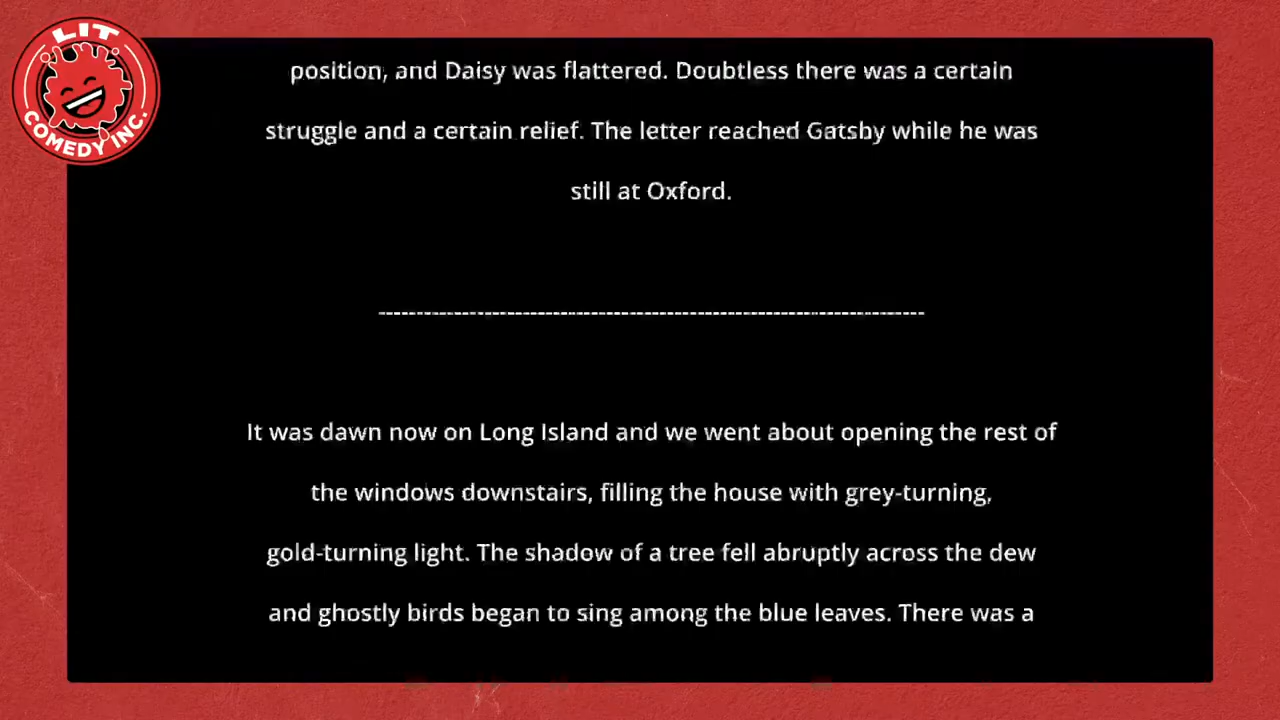 LIT
COMEDY INC.
position, and Daisy was flattered. Doubtless there was a certain
struggle and a certain relief. The letter reached Gatsby while he was
still at Oxford.
------------------------------------------------------------------------
It was dawn now on Long Island and we went about opening the rest of
the windows downstairs, filling the house with grey-turning,
gold-turning light. The shadow of a tree fell abruptly across the dew
and ghostly birds began to sing among the blue leaves. There was a